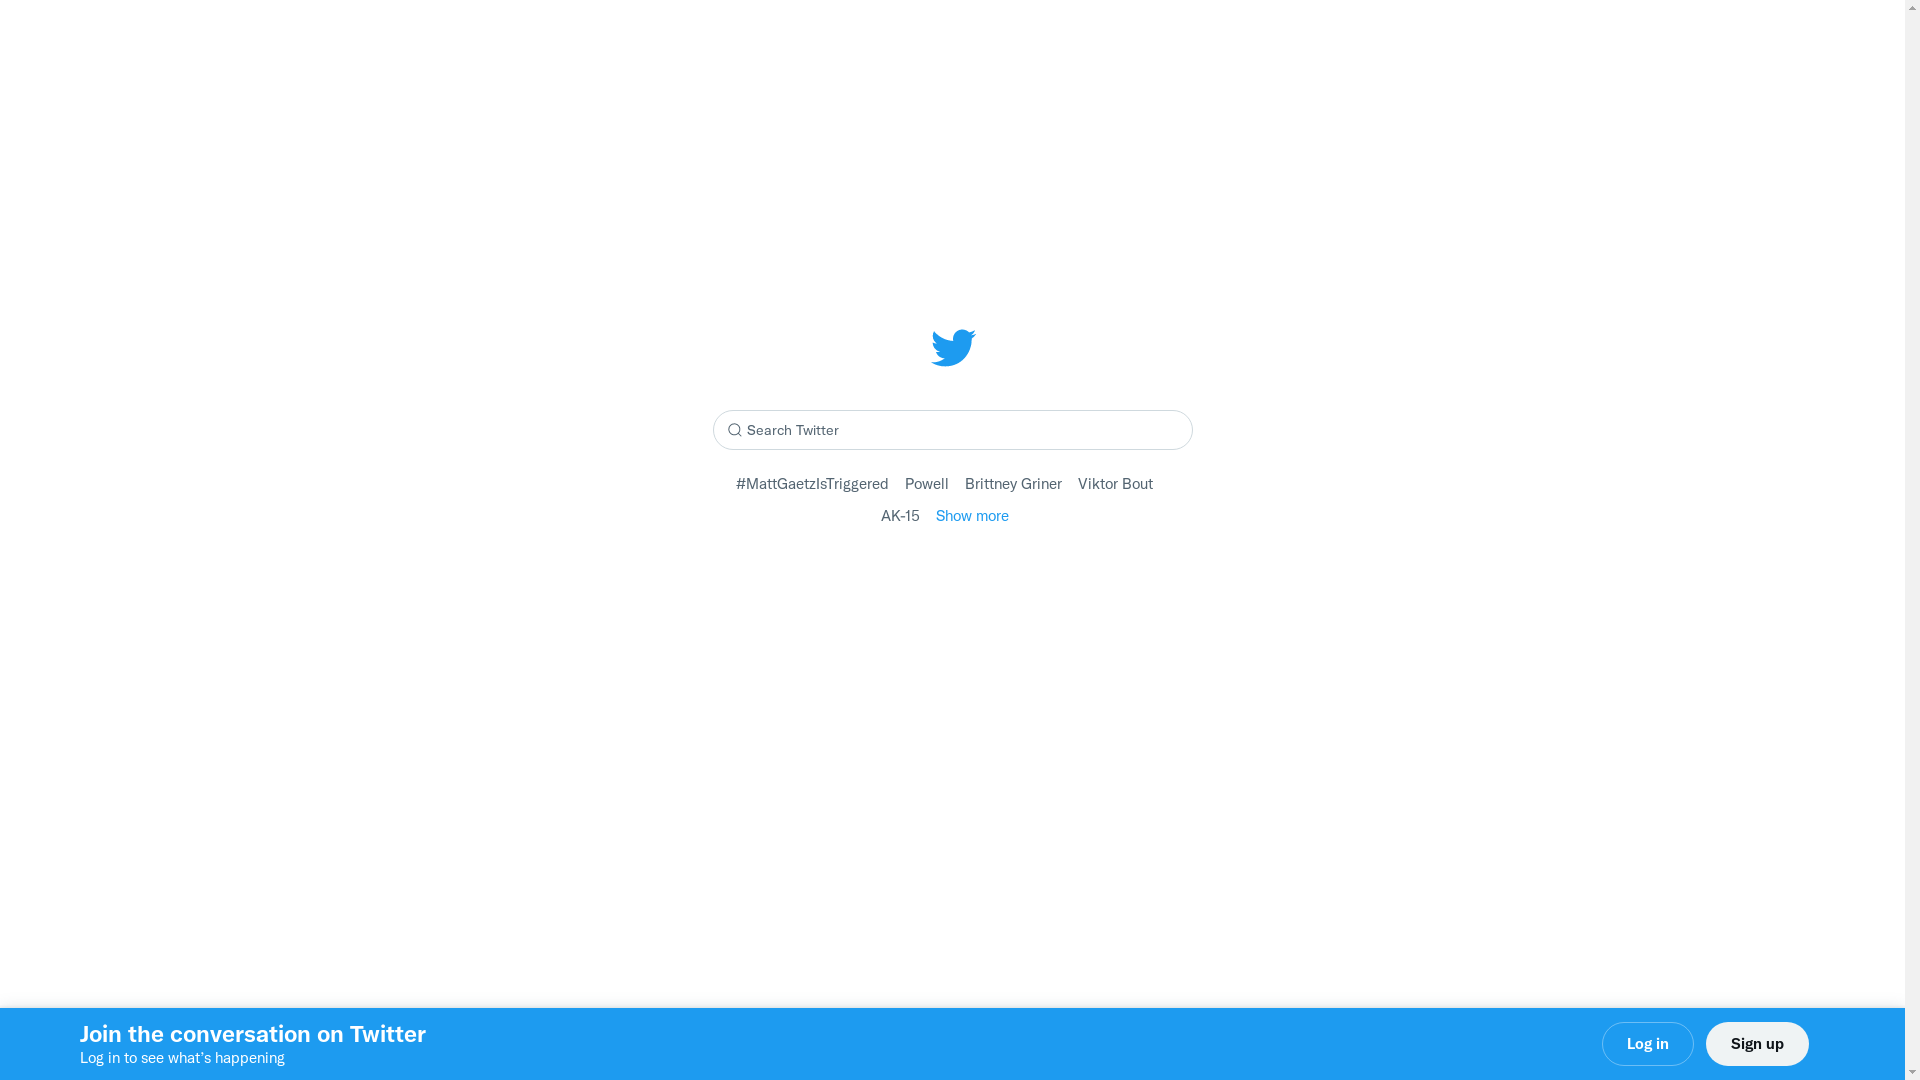 Search Twitter
#MattGaetzIsTriggered Powell Brittney Griner Viktor Bout
AK-15 Show more
Join the conversation on Twitter
Log in to see what’s happening
Log in Sign up